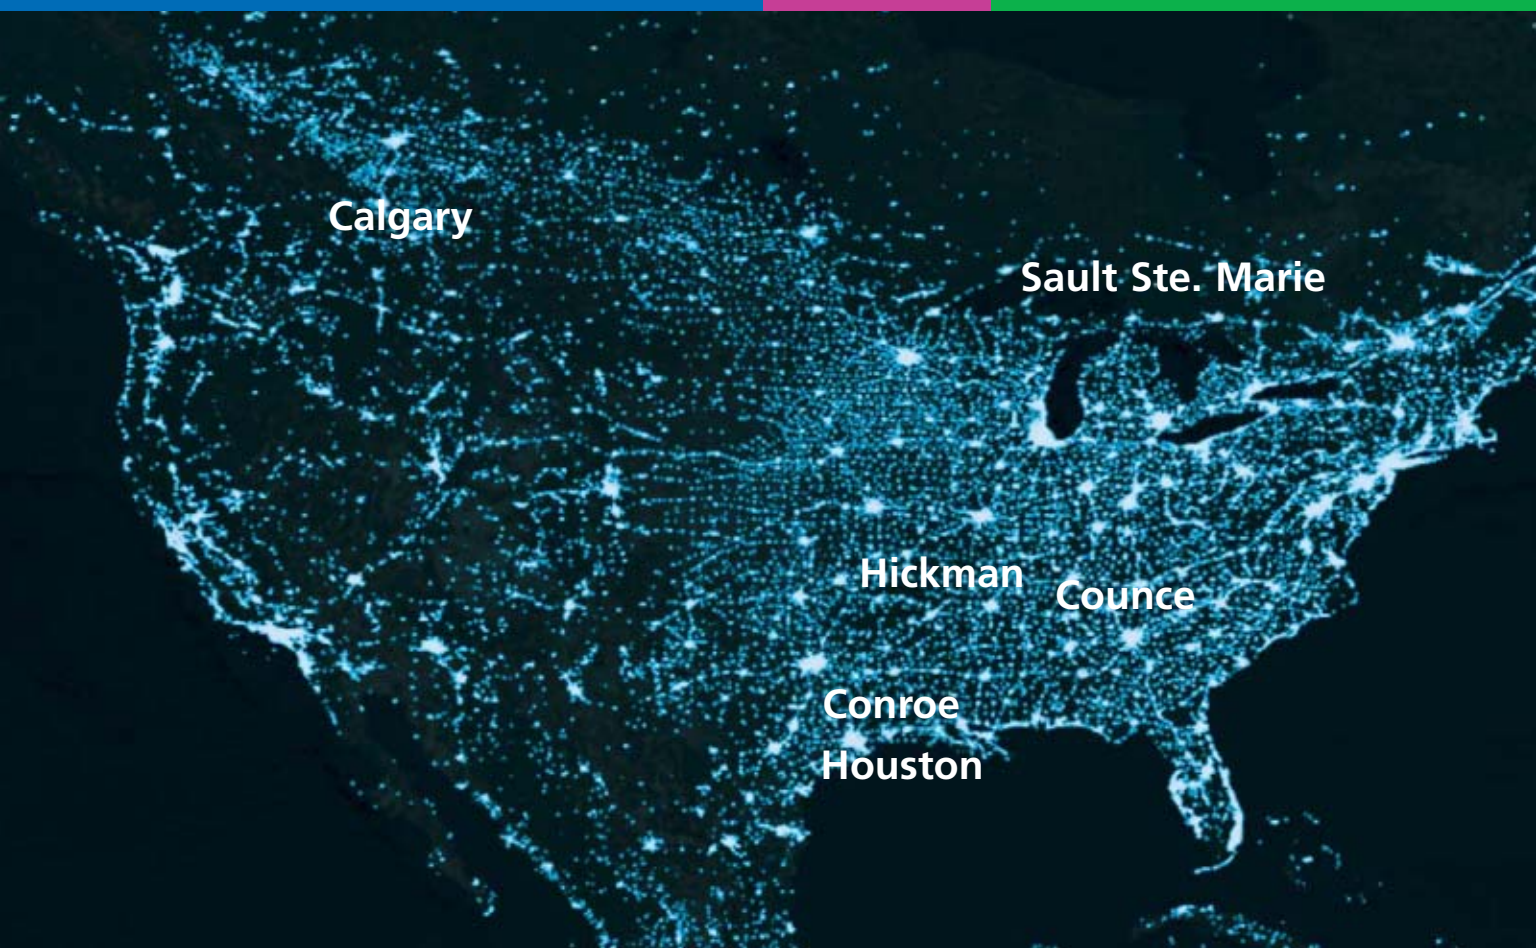 Calgary
Sault Ste. Marie
Hickman
Counce
Conroe
Houston